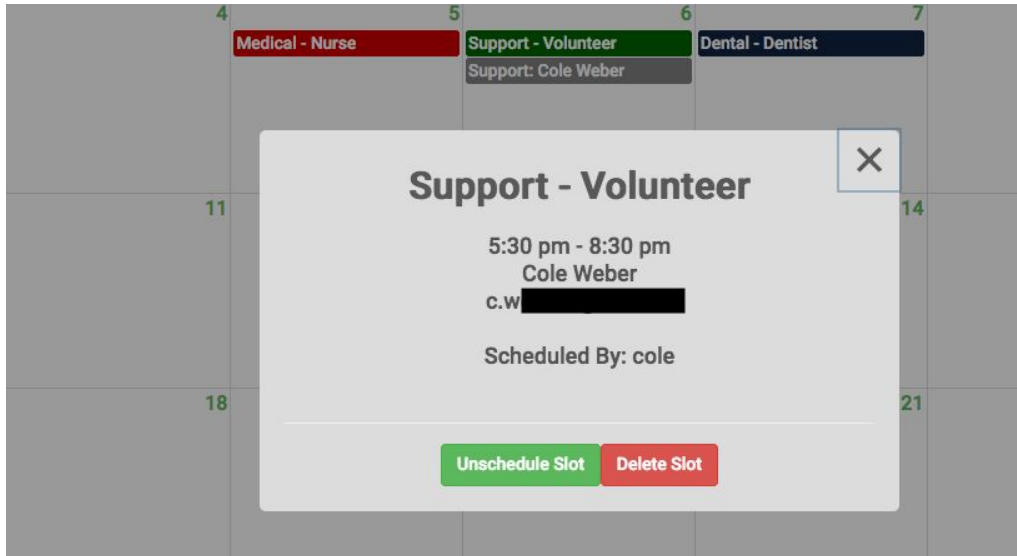 4 5 6 7
Medical - Nurse Support - Volunteer Dental - Dentist
Support: Cole Weber
×
Support - Volunteer
11 14
5:30 pm - 8:30 pm
Cole Weber
c.w
Scheduled By: cole
18 21
Unschedule Slot Delete Slot